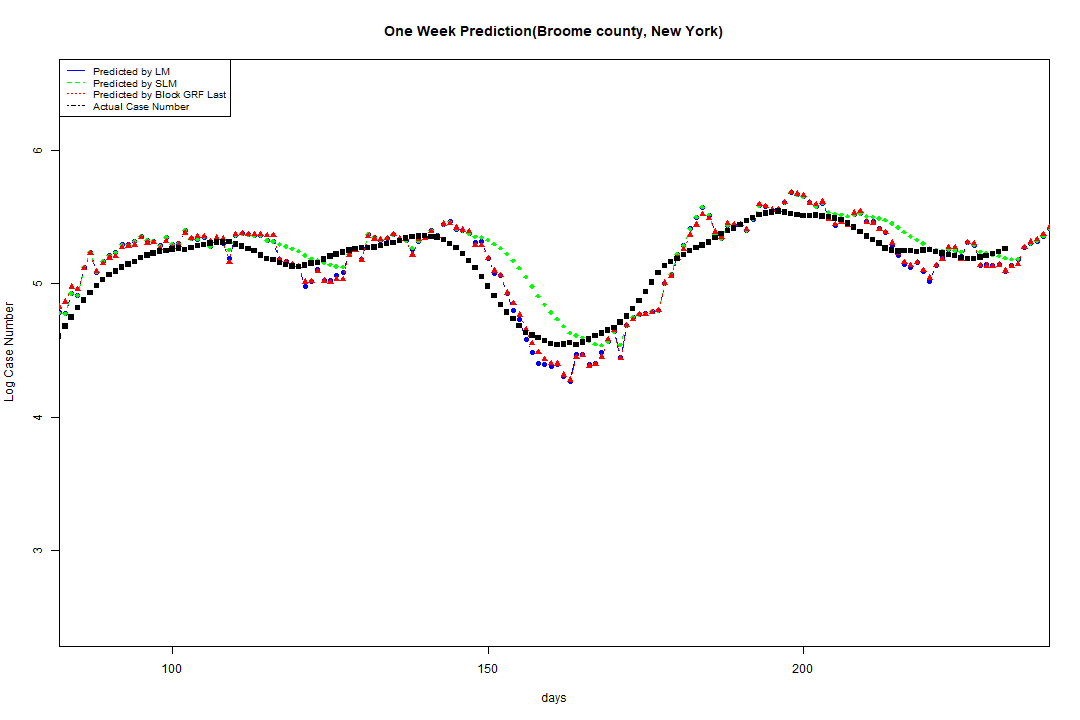 One Week Prediction(Broome county, New York)
Predicted by LM
Predicted by SLM
Predicted by Block GRF Last
Actual Case Number
6
5
4
3
Log Case Number
100
150
200
days